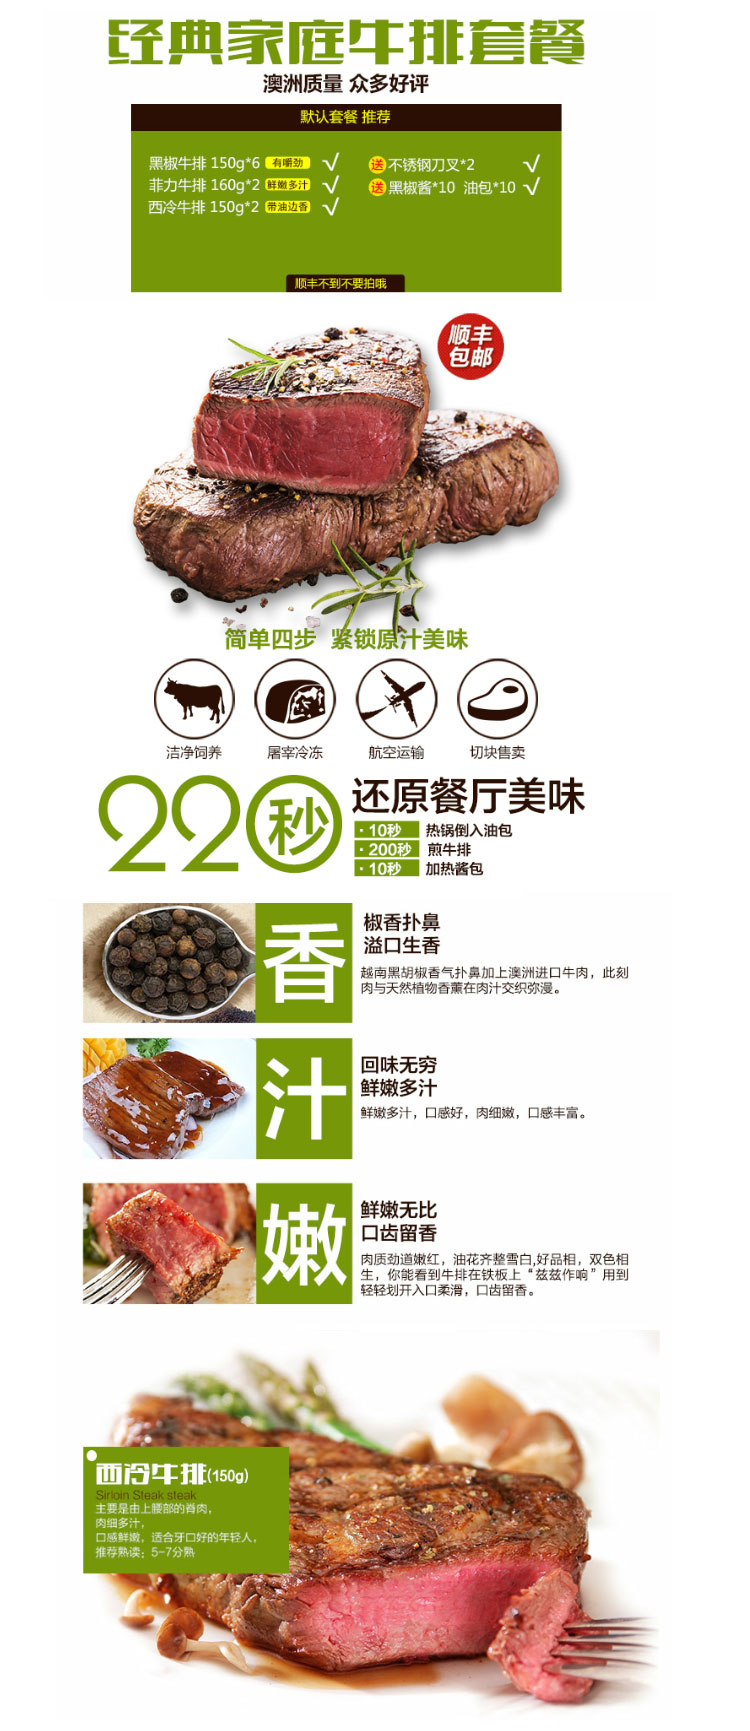 经典家庭牛排套餐
澳洲质量 众多好评
默认套餐 推荐
黑椒牛排 150g*6 有嚼劲 √
菲力牛排 160g*2 鲜嫩多汁 √
西冷牛排 150g*2 带油边香 √
送 不锈钢刀叉*2 √
送 黑椒酱*10 油包*10 √
顺丰不到不要拍哦
顺丰
包邮
简单四步 紧锁原汁美味
洁净饲养 屠宰冷冻 航空运输 切块售卖
22秒
还原餐厅美味
·10秒 热锅倒入油包
·200秒 煎牛排
·10秒 加热酱包
香
椒香扑鼻
溢口生香
越南黑胡椒香气扑鼻加上澳洲进口牛肉，此刻
肉与天然植物香薰在肉汁交织弥漫。
汁
回味无穷
鲜嫩多汁
鲜嫩多汁，口感好，肉细嫩，口感丰富。
嫩
鲜嫩无比
口齿留香
肉质劲道嫩红，油花齐整雪白,好品相，双色相
生，你能看到牛排在铁板上“兹兹作响”用到
轻轻划开入口柔滑，口齿留香。
西冷牛排(150g)
Sirloin Steak steak
主要是由上腰部的脊肉，
肉细多汁，
口感鲜嫩，适合牙口好的年轻人，
推荐熟读：5-7分熟